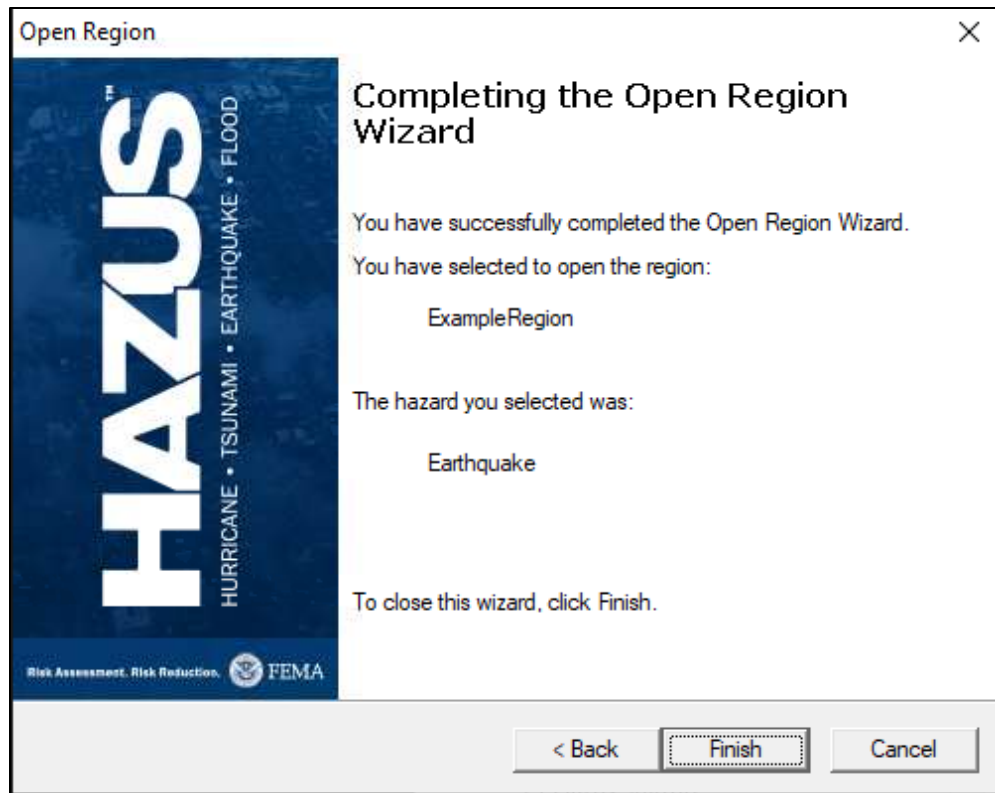 Open Region
HAZUS™
HURRICANE • TSUNAMI • EARTHQUAKE • FLOOD
Risk Assessment. Risk Reduction. FEMA
Completing the Open Region
Wizard
You have successfully completed the Open Region Wizard.
You have selected to open the region:
ExampleRegion
The hazard you selected was:
Earthquake
To close this wizard, click Finish.
< Back Finish Cancel